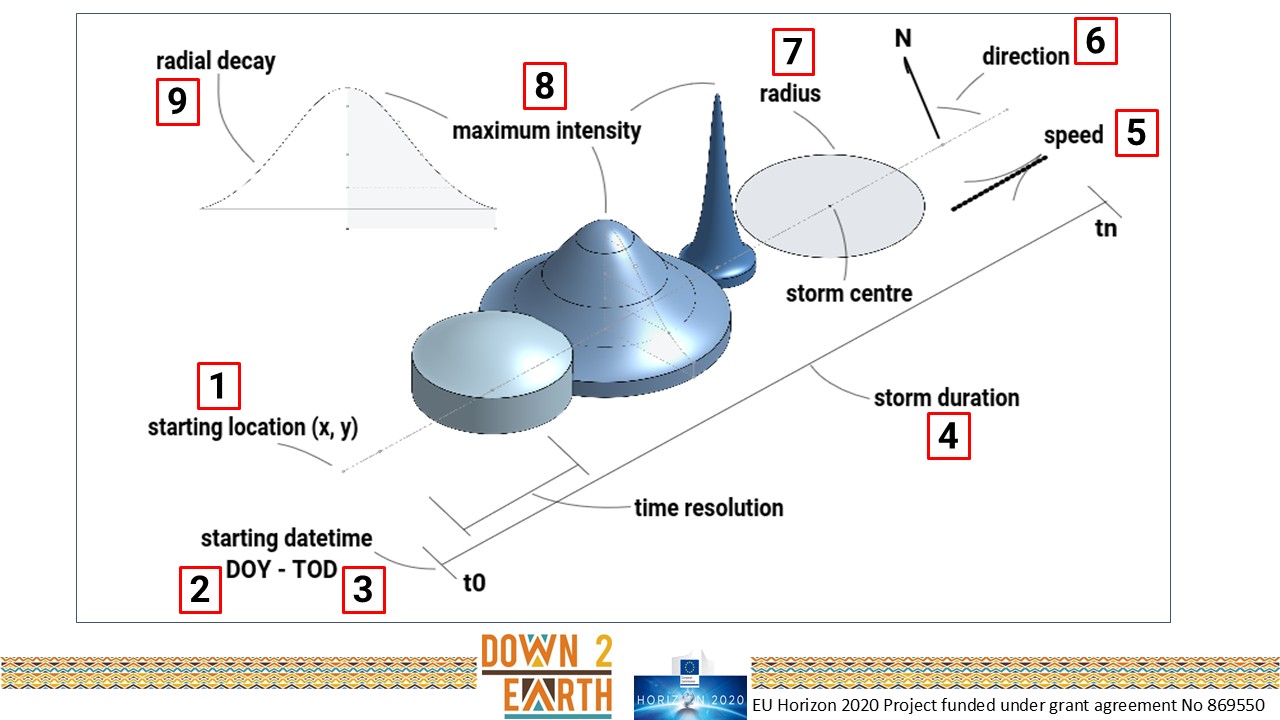 N
6
direction
7
radial decay
8
9
radius
5
speed
maximum intensity
tn
storm centre
1
storm duration
starting location (x, y)
4
time resolution
starting datetime
2
DOY - TOD
3
t0
DOWN 2
EARTH
European
Commission
HORIZON 2020
EU Horizon 2020 Project funded under grant agreement No 869550